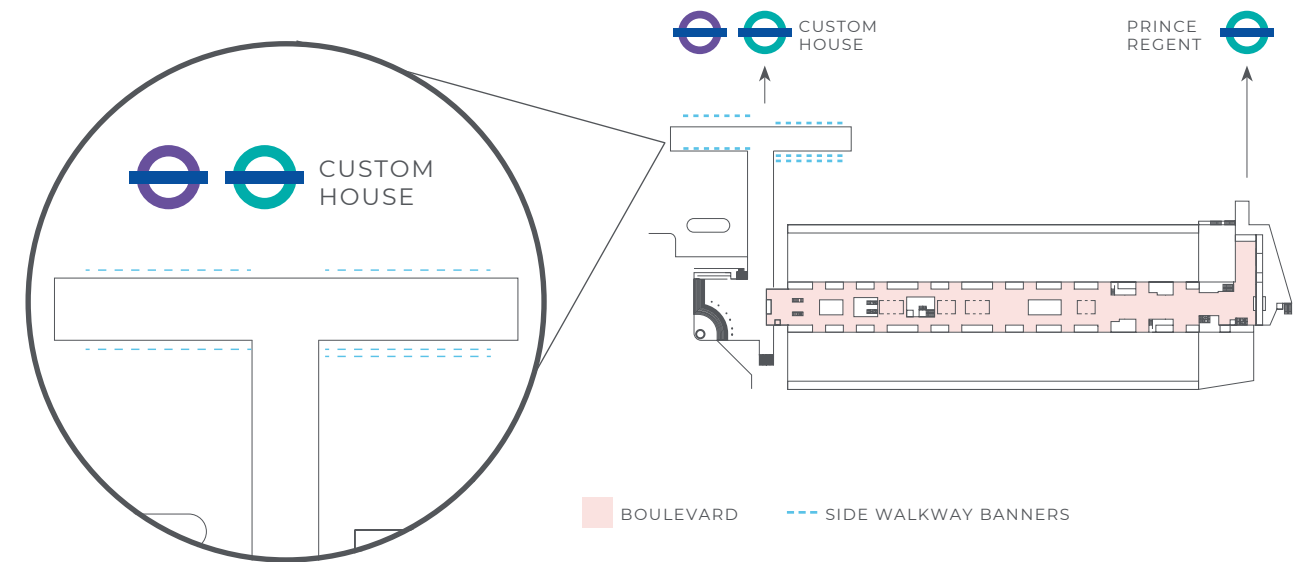 CUSTOM
HOUSE
PRINCE
REGENT
CUSTOM
HOUSE
BOULEVARD
SIDE WALKWAY BANNERS